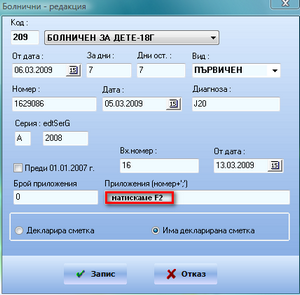 Болнични - редакция
Код :
209 БОЛНИЧЕН ЗА ДЕТЕ-18Г
От дата : За дни : Дни ост. : Вид :
06.03.2009 15 7 7 ПЪРВИЧЕН
Номер : Дата : Диагноза :
1629086 05.03.2009 15 J20
Серия : edtSerG
A 2008
Вх.номер : От дата :
Преди 01.01.2007 г. 16 13.03.2009 15
Брой приложения Приложения (номер+';')
0 натискаме F2
Декларира сметка Има декларирана сметка
Запис Отказ